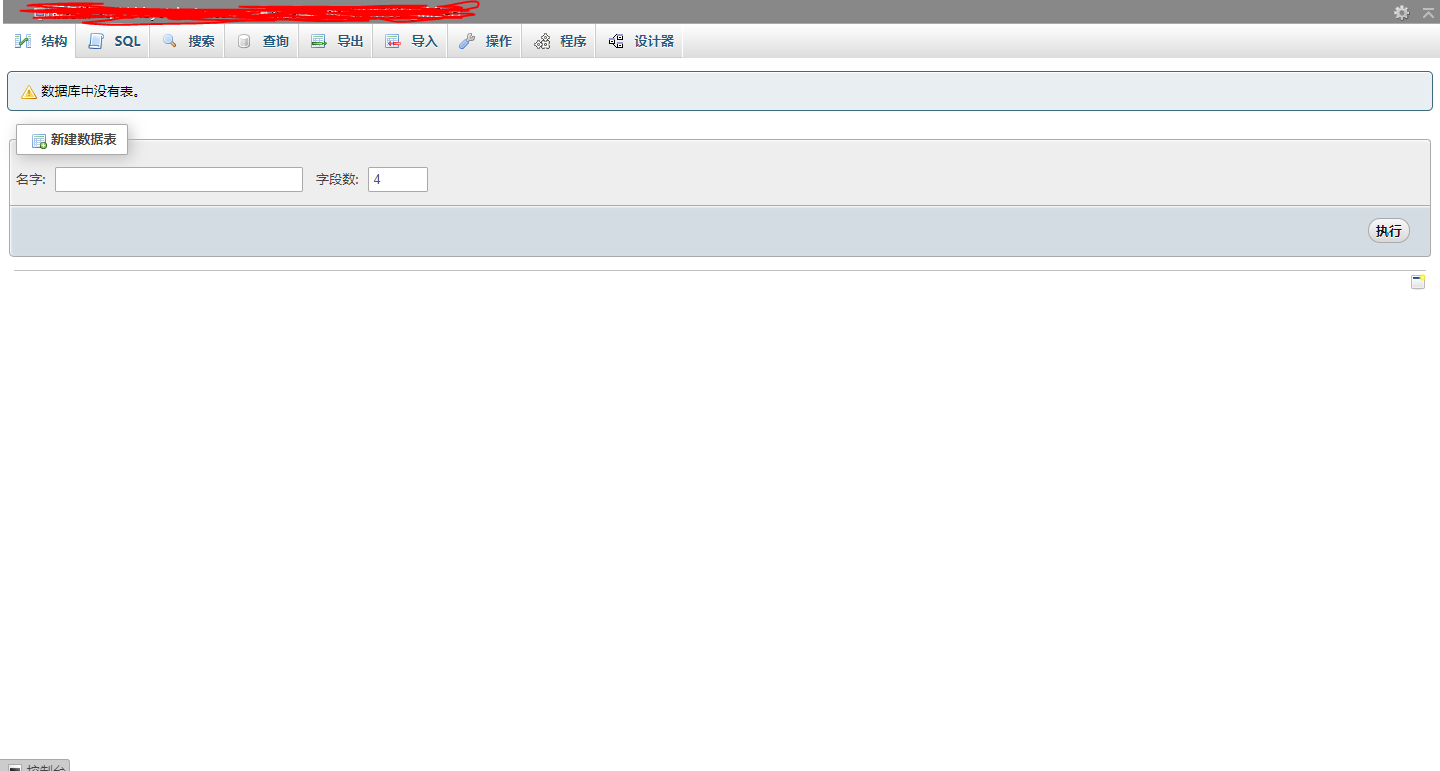 结构 SQL 搜索 查询 导出 导入 操作 程序 设计器
数据库中没有表。
新建数据表
名字: 字段数: 4
执行
控制台